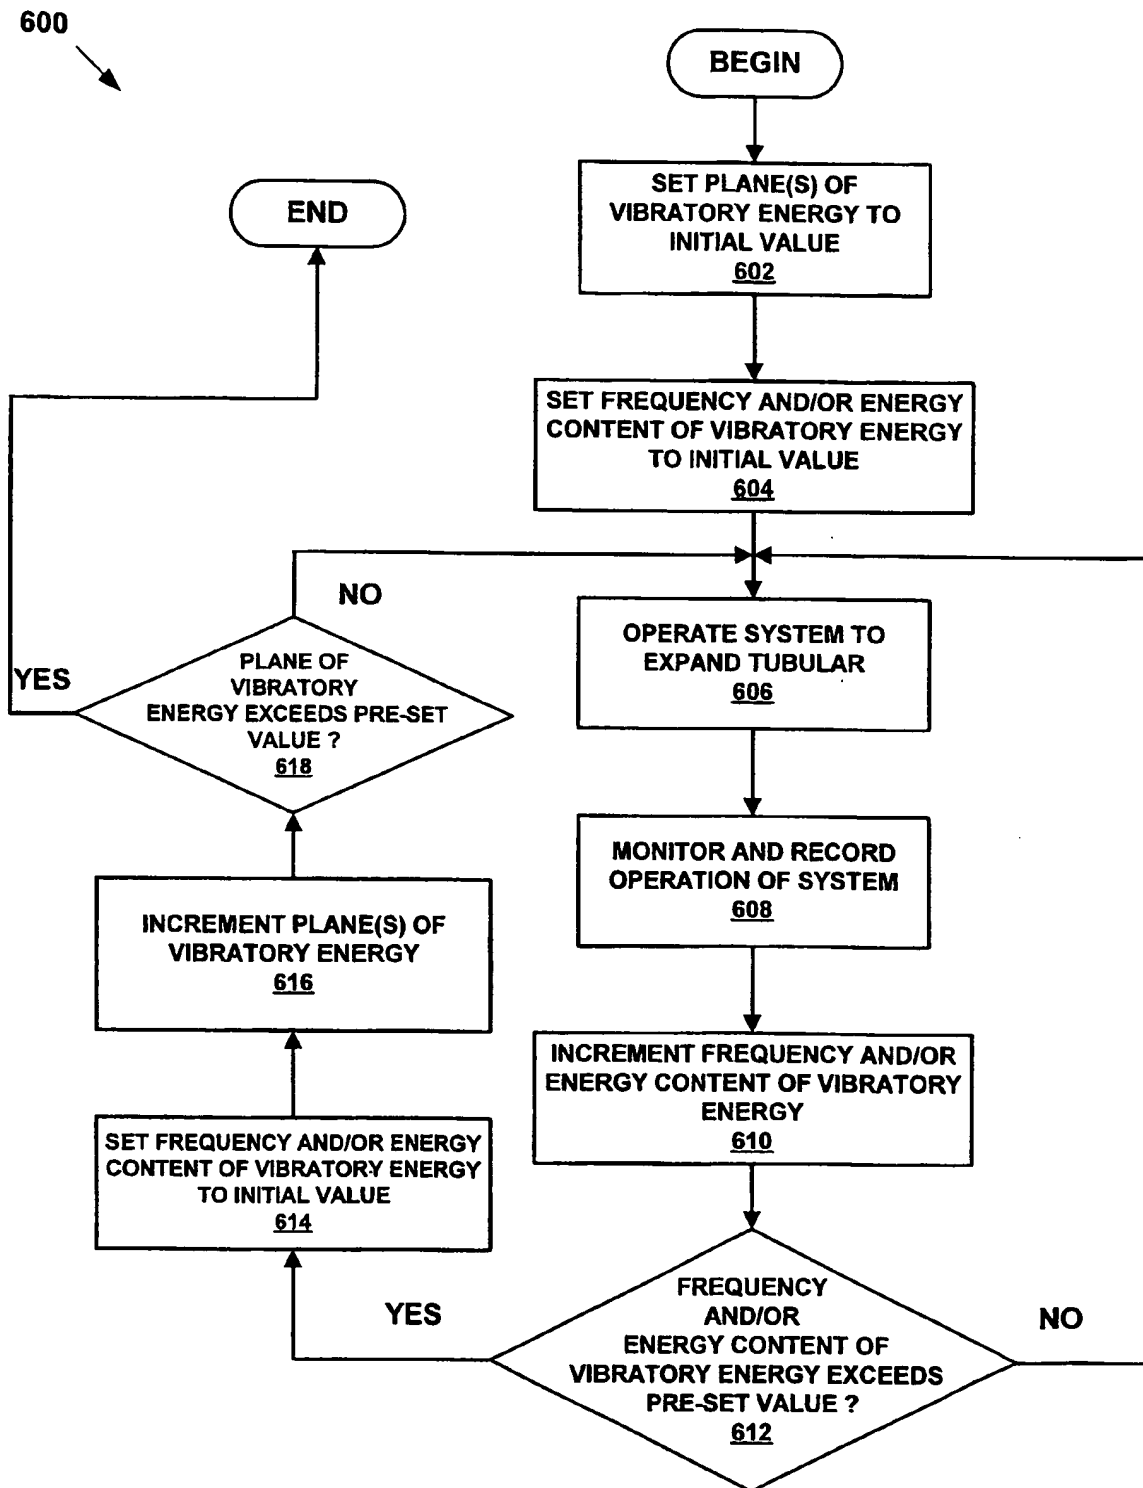 600
BEGIN
SET PLANE(S) OF
VIBRATORY ENERGY TO
INITIAL VALUE
602
END
SET FREQUENCY AND/OR ENERGY
CONTENT OF VIBRATORY ENERGY
TO INITIAL VALUE
604
NO
OPERATE SYSTEM TO
EXPAND TUBULAR
606
YES
PLANE OF
VIBRATORY
ENERGY EXCEEDS PRE-SET
VALUE ?
618
MONITOR AND RECORD
OPERATION OF SYSTEM
608
INCREMENT PLANE(S) OF
VIBRATORY ENERGY
616
INCREMENT FREQUENCY AND/OR
ENERGY CONTENT OF VIBRATORY
ENERGY
610
SET FREQUENCY AND/OR ENERGY
CONTENT OF VIBRATORY ENERGY
TO INITIAL VALUE
614
YES
FREQUENCY
AND/OR
ENERGY CONTENT OF
VIBRATORY ENERGY EXCEEDS
PRE-SET VALUE ?
612
NO